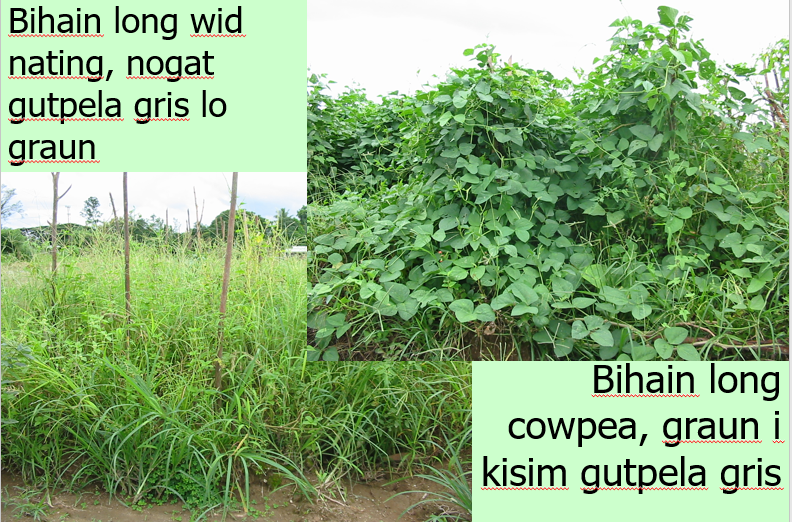 Bihain long wid
nating, nogat
gutpela gris lo
graun
Bihain long
cowpea, graun i
kisim gutpela gris